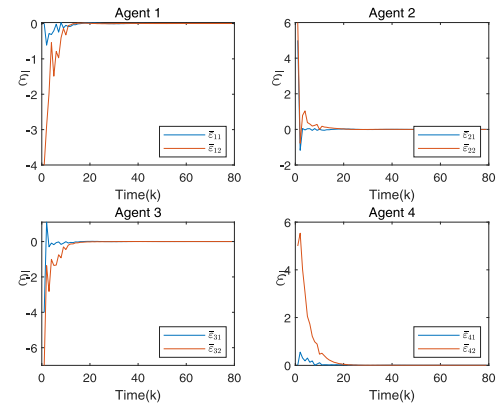 Agent 1
0
-1
-2
-3
-4
ε̄
ε̄₁₁
ε̄₁₂
0 20 40 60 80
Time(k)
Agent 2
6
4
2
0
-2
ε̄
ε̄₂₁
ε̄₂₂
0 20 40 60 80
Time(k)
Agent 3
0
-2
-4
-6
ε̄
ε̄₃₁
ε̄₃₂
0 20 40 60 80
Time(k)
Agent 4
6
4
2
0
ε̄
ε̄₄₁
ε̄₄₂
0 20 40 60 80
Time(k)